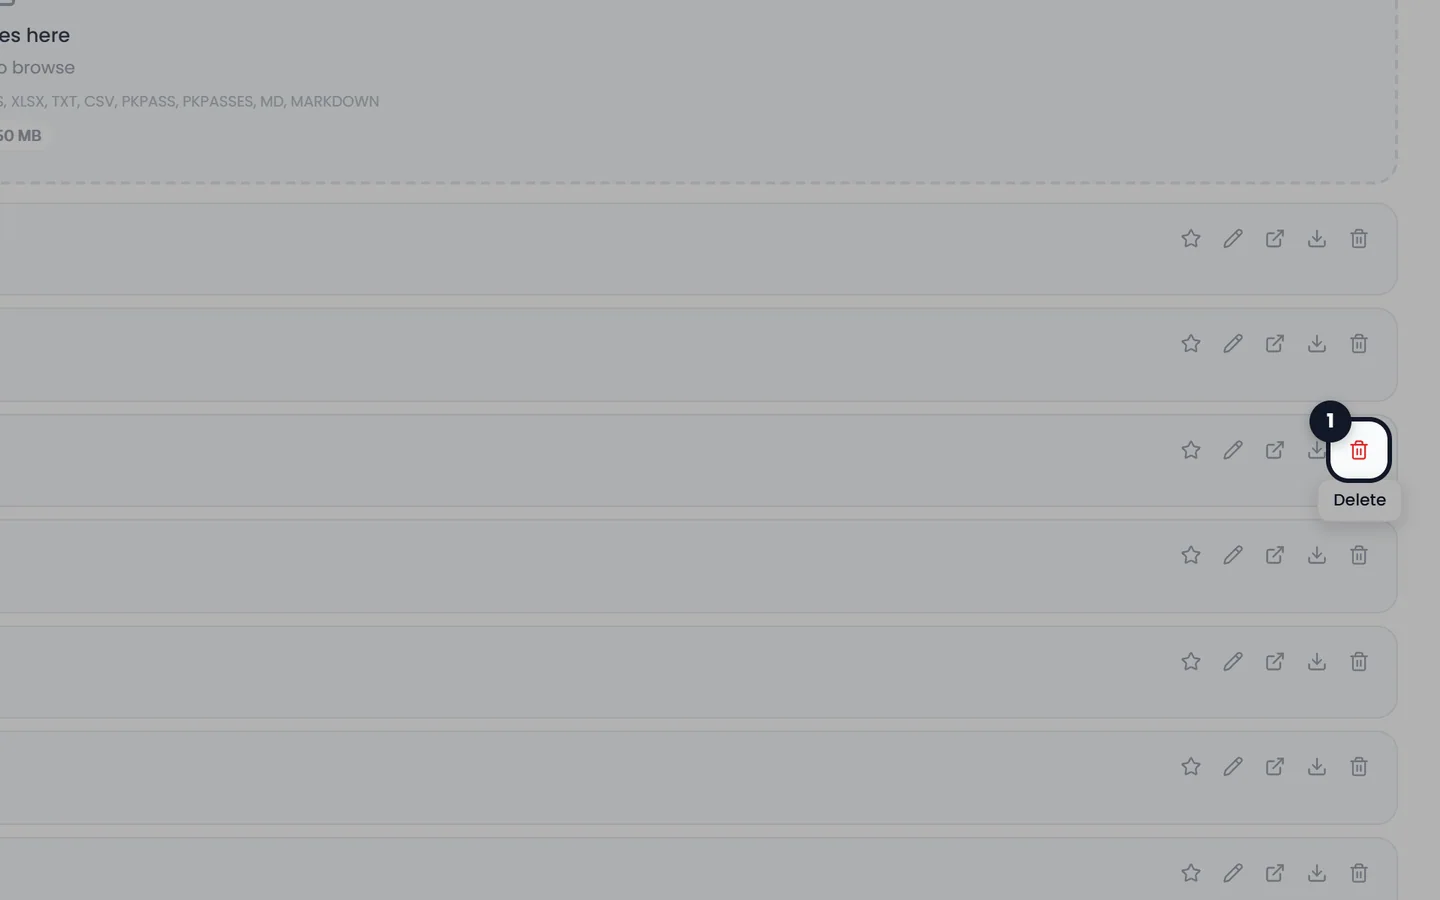 es here
o browse
S, XLSX, TXT, CSV, PKPASS, PKPASSES, MD, MARKDOWN
50 MB
1
Delete